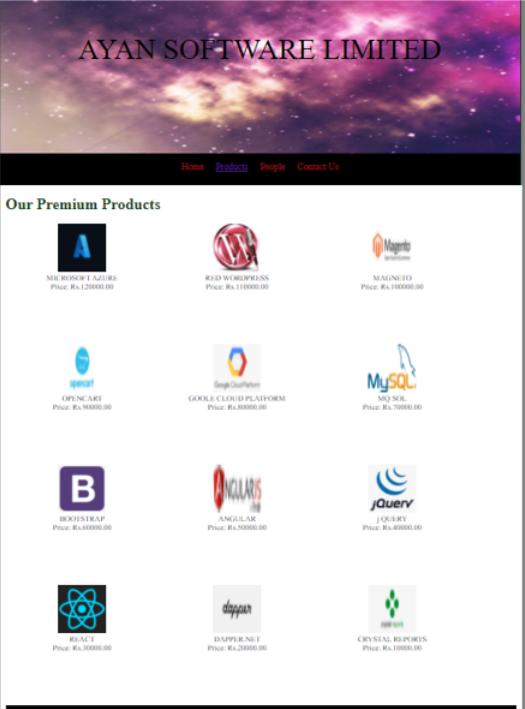 AYAN SOFTWARE LIMITED
Home Products People Contact Us
Our Premium Products
MICROSOFT AZURE
Price: Rs.120000.00
RED WORDPRESS
Price: Rs.110000.00
Magento
MAGNETO
Price: Rs.100000.00
opencart
OPENCART
Price: Rs.90000.00
Google Cloud Platform
GOOLE CLOUD PLATFORM
Price: Rs.80000.00
MySQL
MQ SOL
Price: Rs.70000.00
B
BOOTSTRAP
Price: Rs.60000.00
ANGULARJS
ANGULAR
Price: Rs.50000.00
jQuery
j QUERY
Price: Rs.40000.00
REACT
Price: Rs.30000.00
dapper
DAPPER.NET
Price: Rs.20000.00
CRYSTAL REPORTS
Price: Rs.10000.00